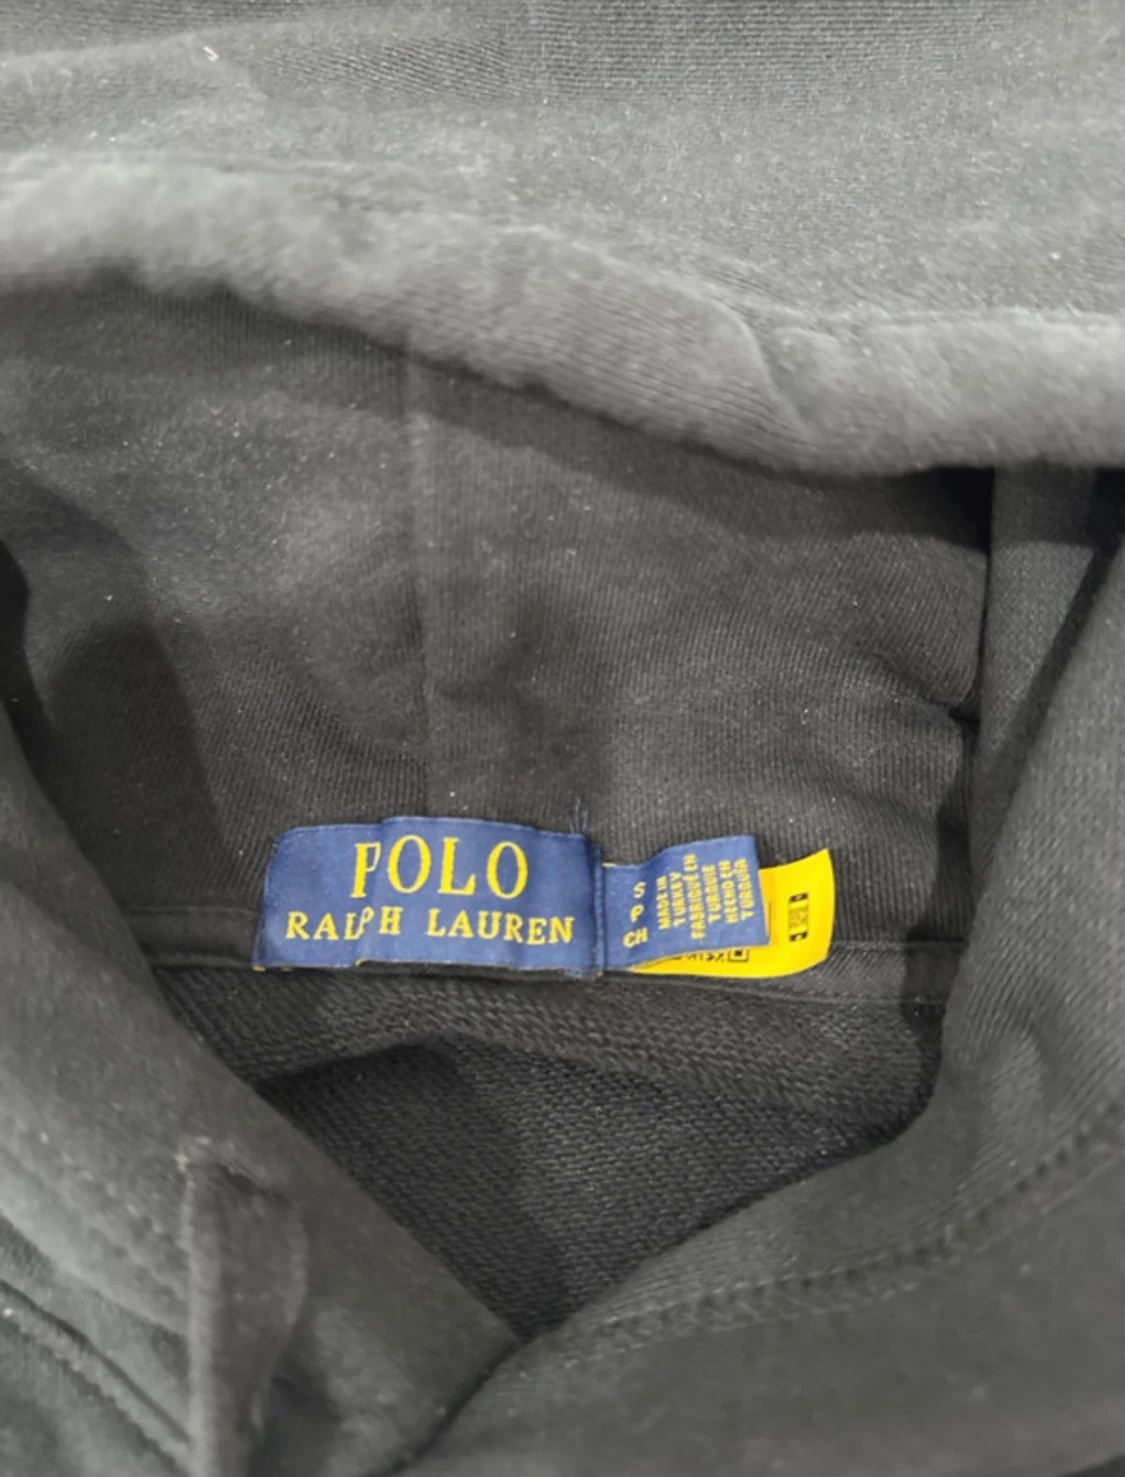 POLO
RALPH LAUREN
S
P
CH
MADE IN
TURKEY
FABRIQUÉ EN
TURQUIE
HECHO EN
TURQUÍA